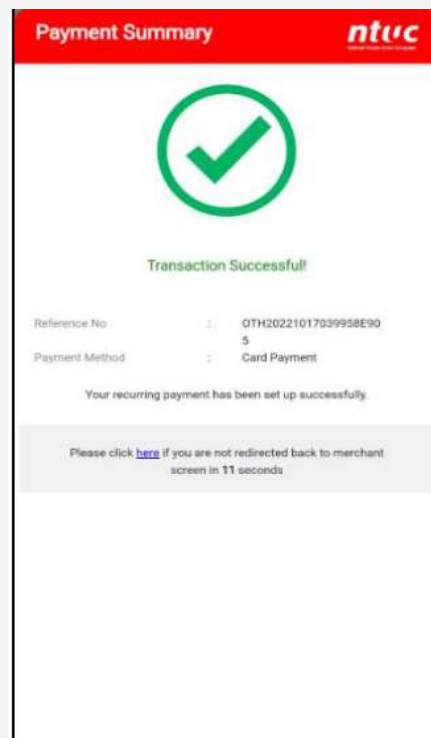 Payment Summary
ntuc
Transaction Successful!
Reference No : OTH20221017039958E90
5
Payment Method : Card Payment
Your recurring payment has been set up successfully.
Please click here if you are not redirected back to merchant
screen in 11 seconds